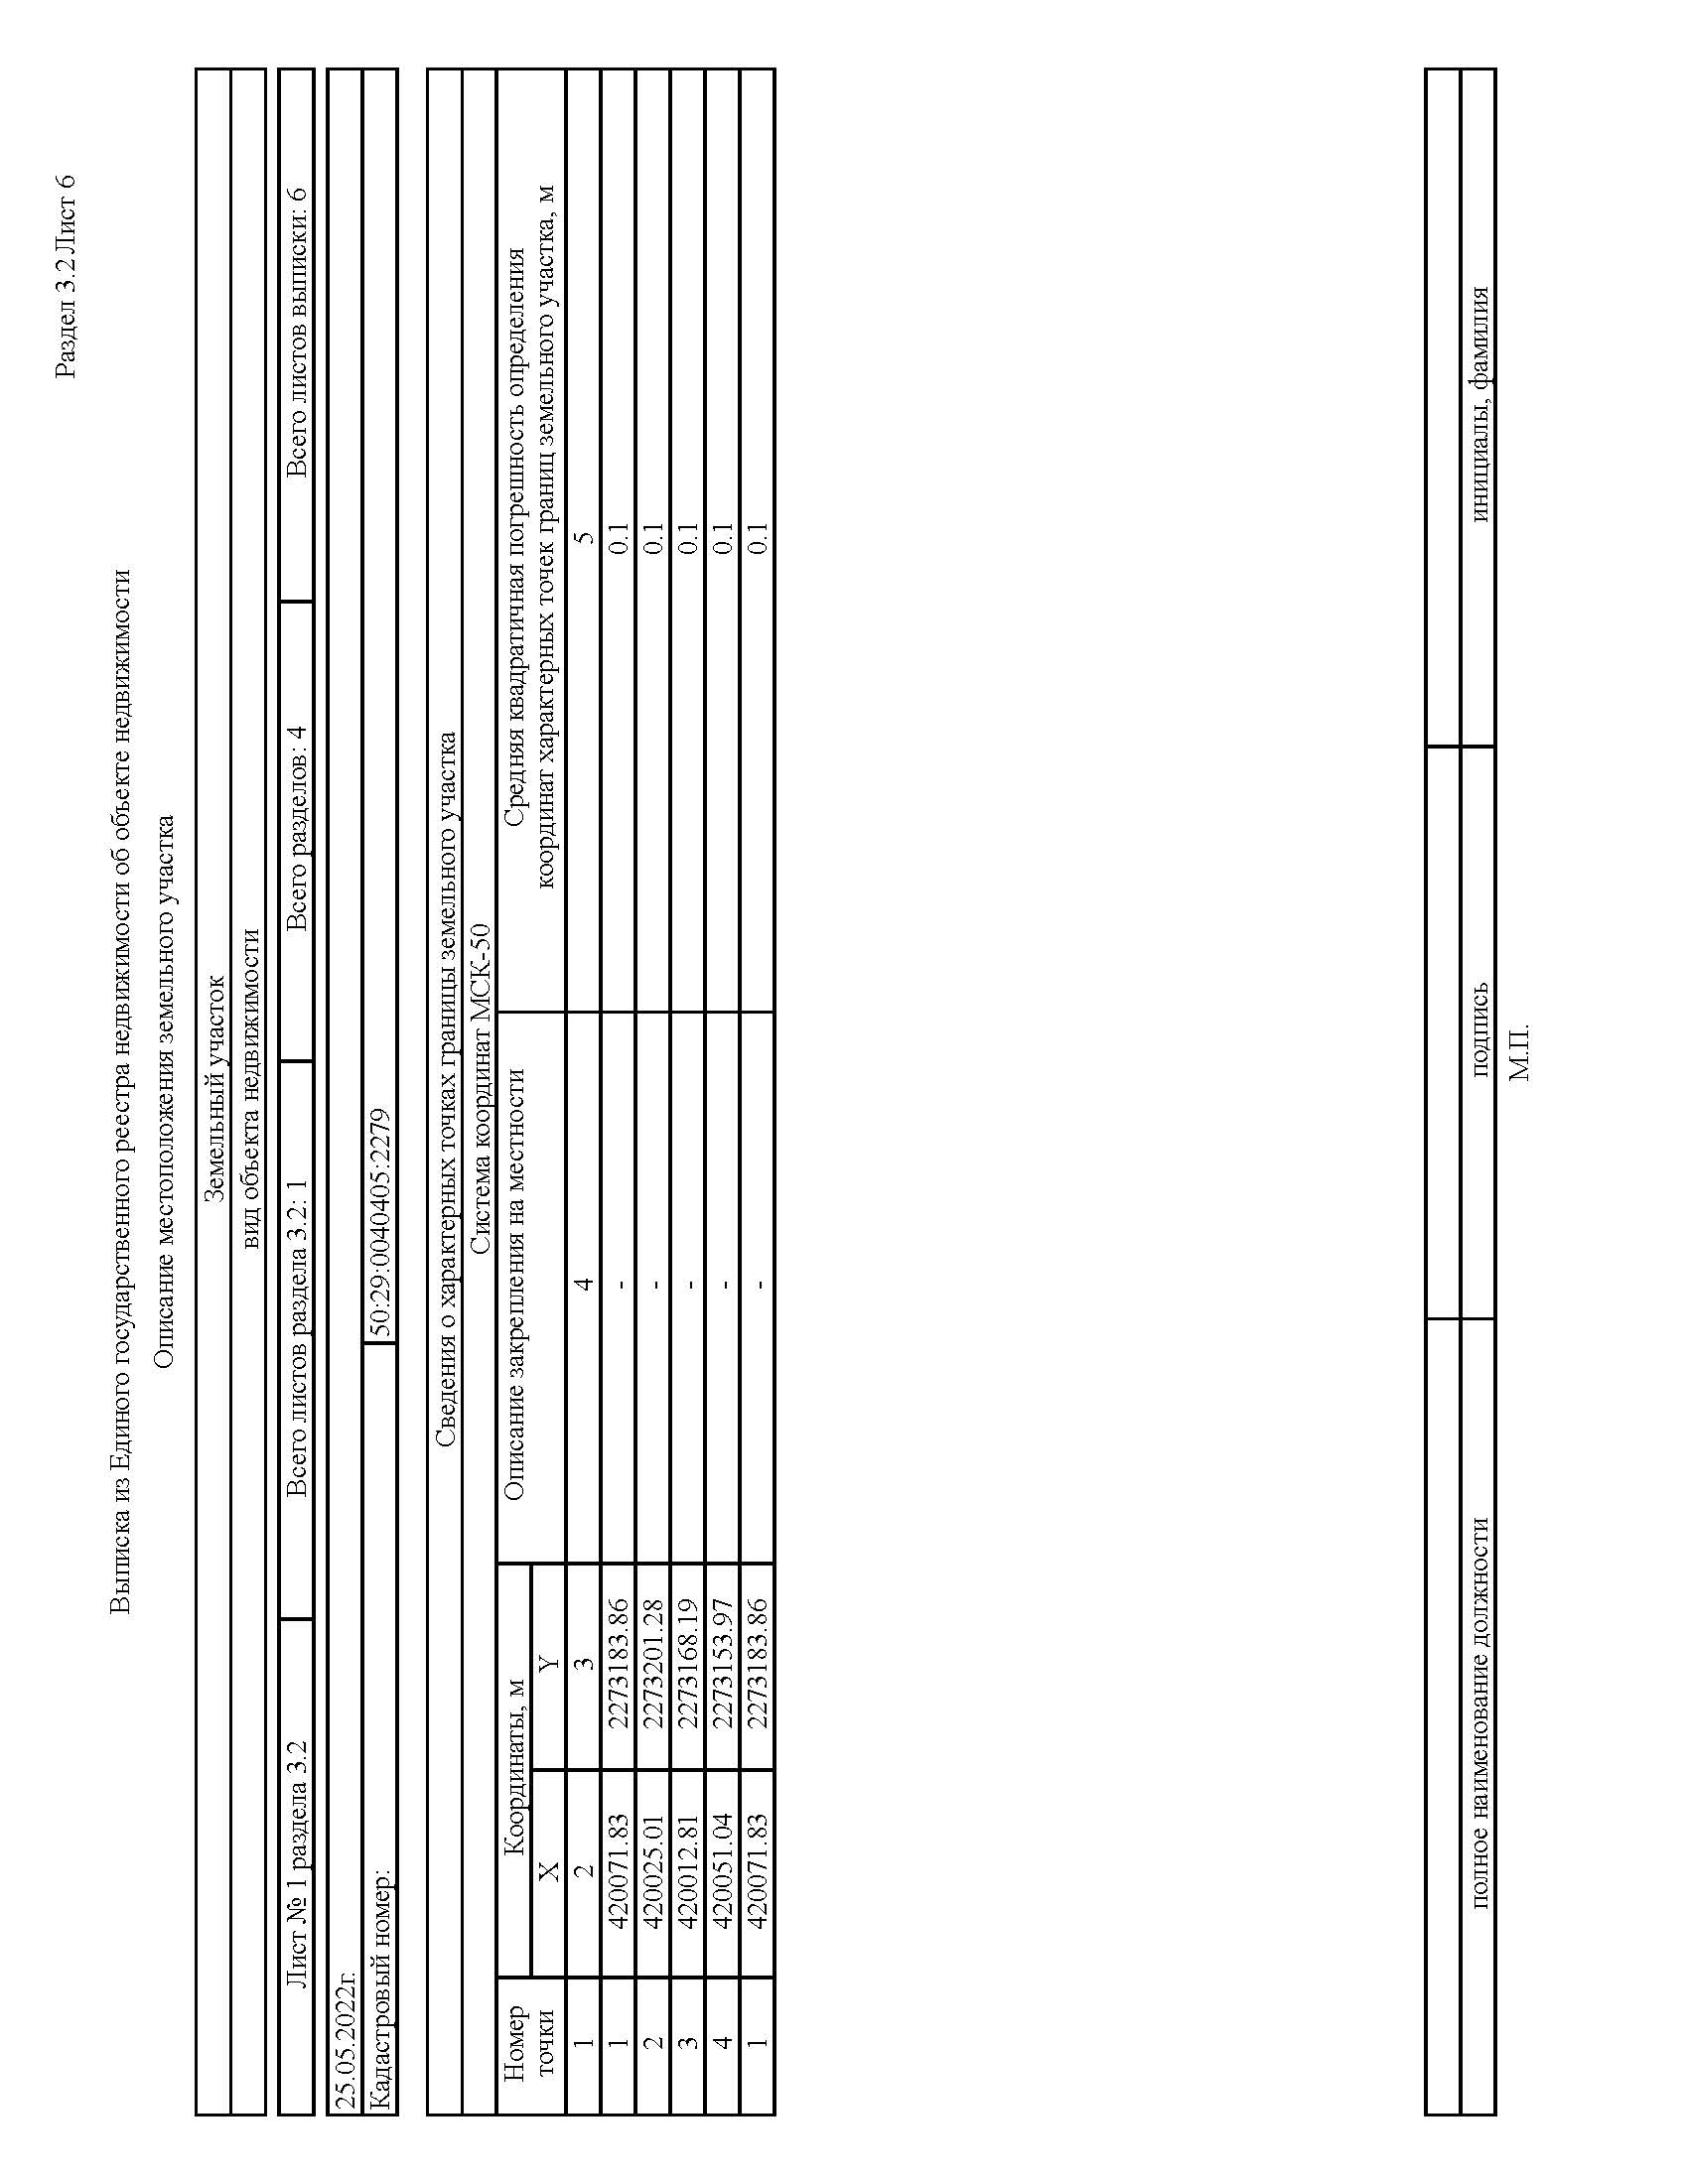 Раздел 3.2 Лист 6
Выписка из Единого государственного реестра недвижимости об объекте недвижимости
Описание местоположения земельного участка
Земельный участок
вид объекта недвижимости
Лист № 1 раздела 3.2 Всего листов раздела 3.2: 1 Всего разделов: 4 Всего листов выписки: 6
25.05.2022г.
Кадастровый номер: 50:29:0040405:2279
Сведения о характерных точках границы земельного участка
Система координат МСК-50
Номер точки Координаты, м Описание закрепления на местности Средняя квадратичная погрешность определения
координат характерных точек границ земельного участка, м
X Y
1 2 3 4 5
1 420071.83 2273183.86 - 0.1
2 420025.01 2273201.28 - 0.1
3 420012.81 2273168.19 - 0.1
4 420051.04 2273153.97 - 0.1
1 420071.83 2273183.86 - 0.1
полное наименование должности подпись инициалы, фамилия
М.П.